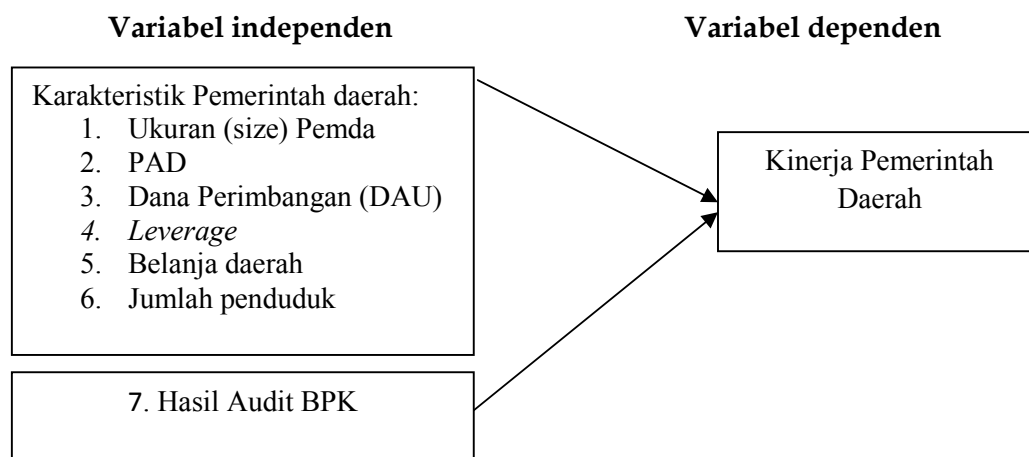 Variabel independen
Variabel dependen
Karakteristik Pemerintah daerah:
1. Ukuran (size) Pemda
2. PAD
3. Dana Perimbangan (DAU)
4. Leverage
5. Belanja daerah
6. Jumlah penduduk
7. Hasil Audit BPK
Kinerja Pemerintah
Daerah